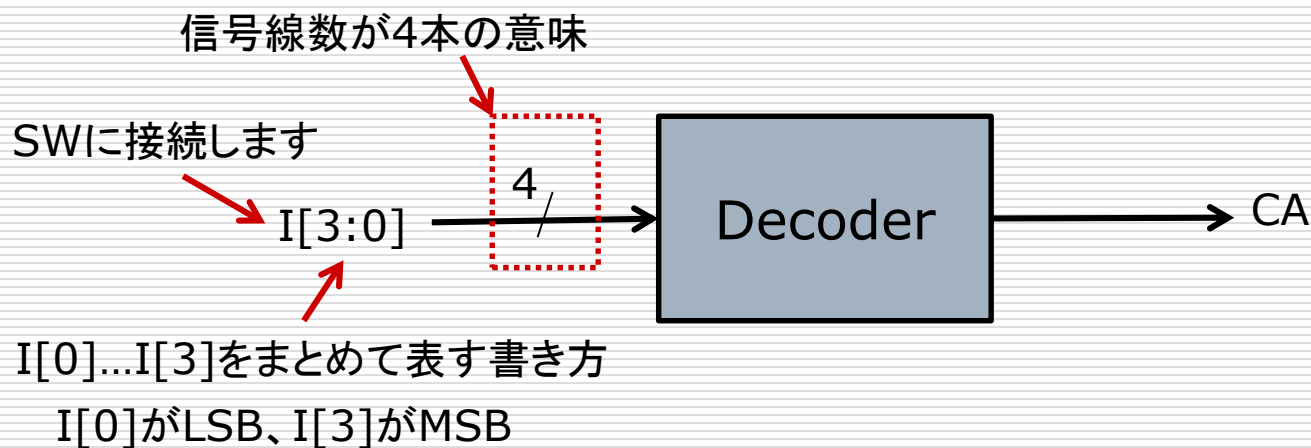 信号線数が4本の意味
SWに接続します
4
I[3:0]
Decoder
CA
I[0]…I[3]をまとめて表す書き方
I[0]がLSB、I[3]がMSB